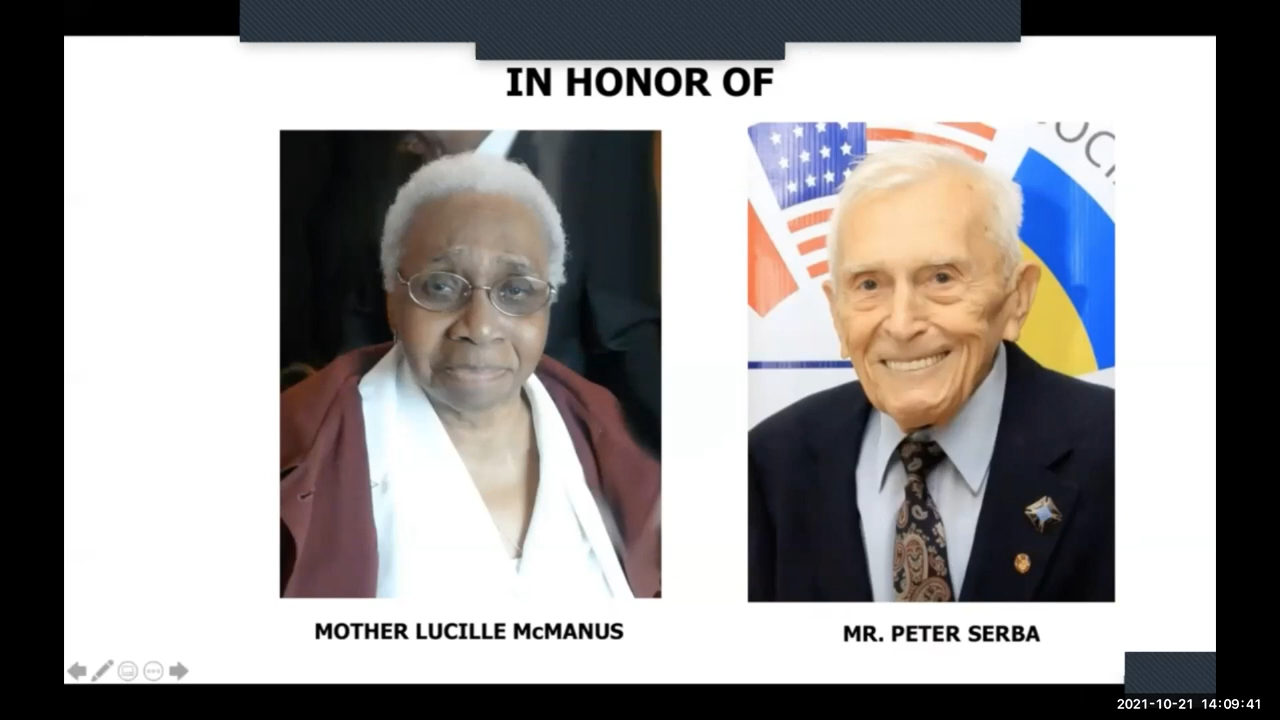 IN HONOR OF
MOTHER LUCILLE McMANUS
MR. PETER SERBA
2021-10-21 14:09:41